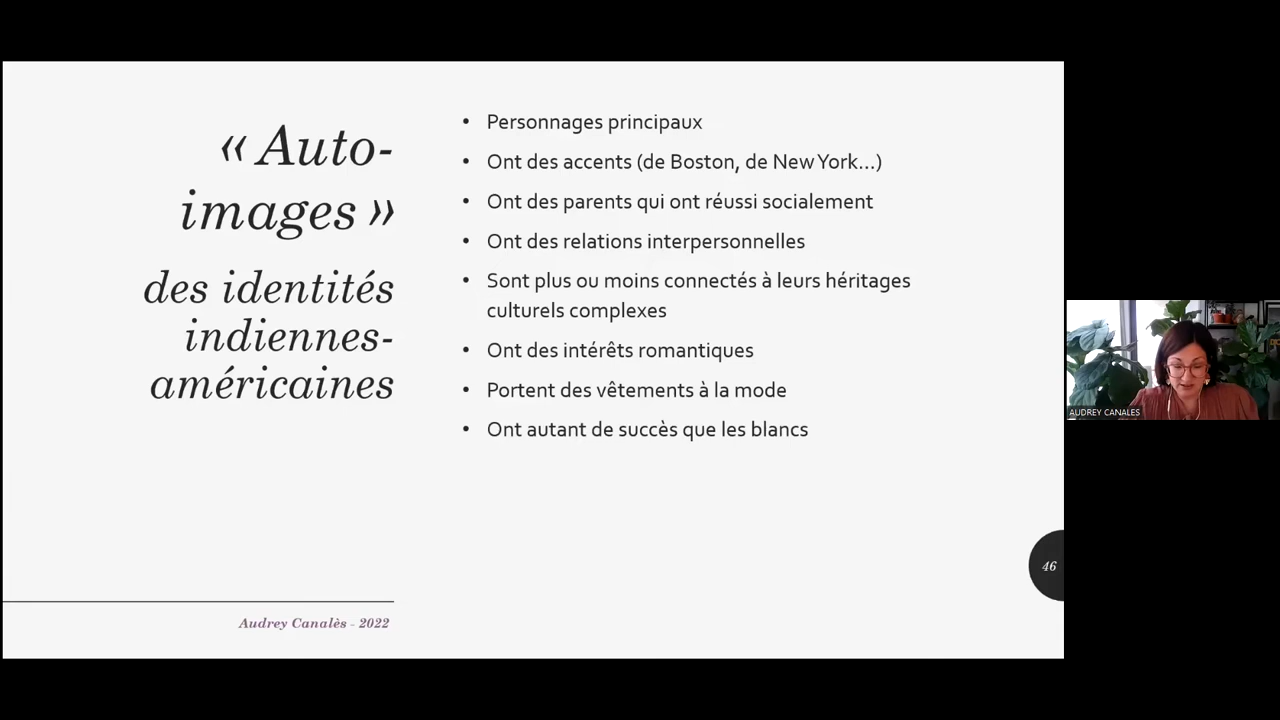 « Auto-
images »
des identités
indiennes-
américaines
• Personnages principaux
• Ont des accents (de Boston, de New York...)
• Ont des parents qui ont réussi socialement
• Ont des relations interpersonnelles
• Sont plus ou moins connectés à leurs héritages
culturels complexes
• Ont des intérêts romantiques
• Portent des vêtements à la mode
• Ont autant de succès que les blancs
46
Audrey Canalès - 2022
AUDREY CANALES